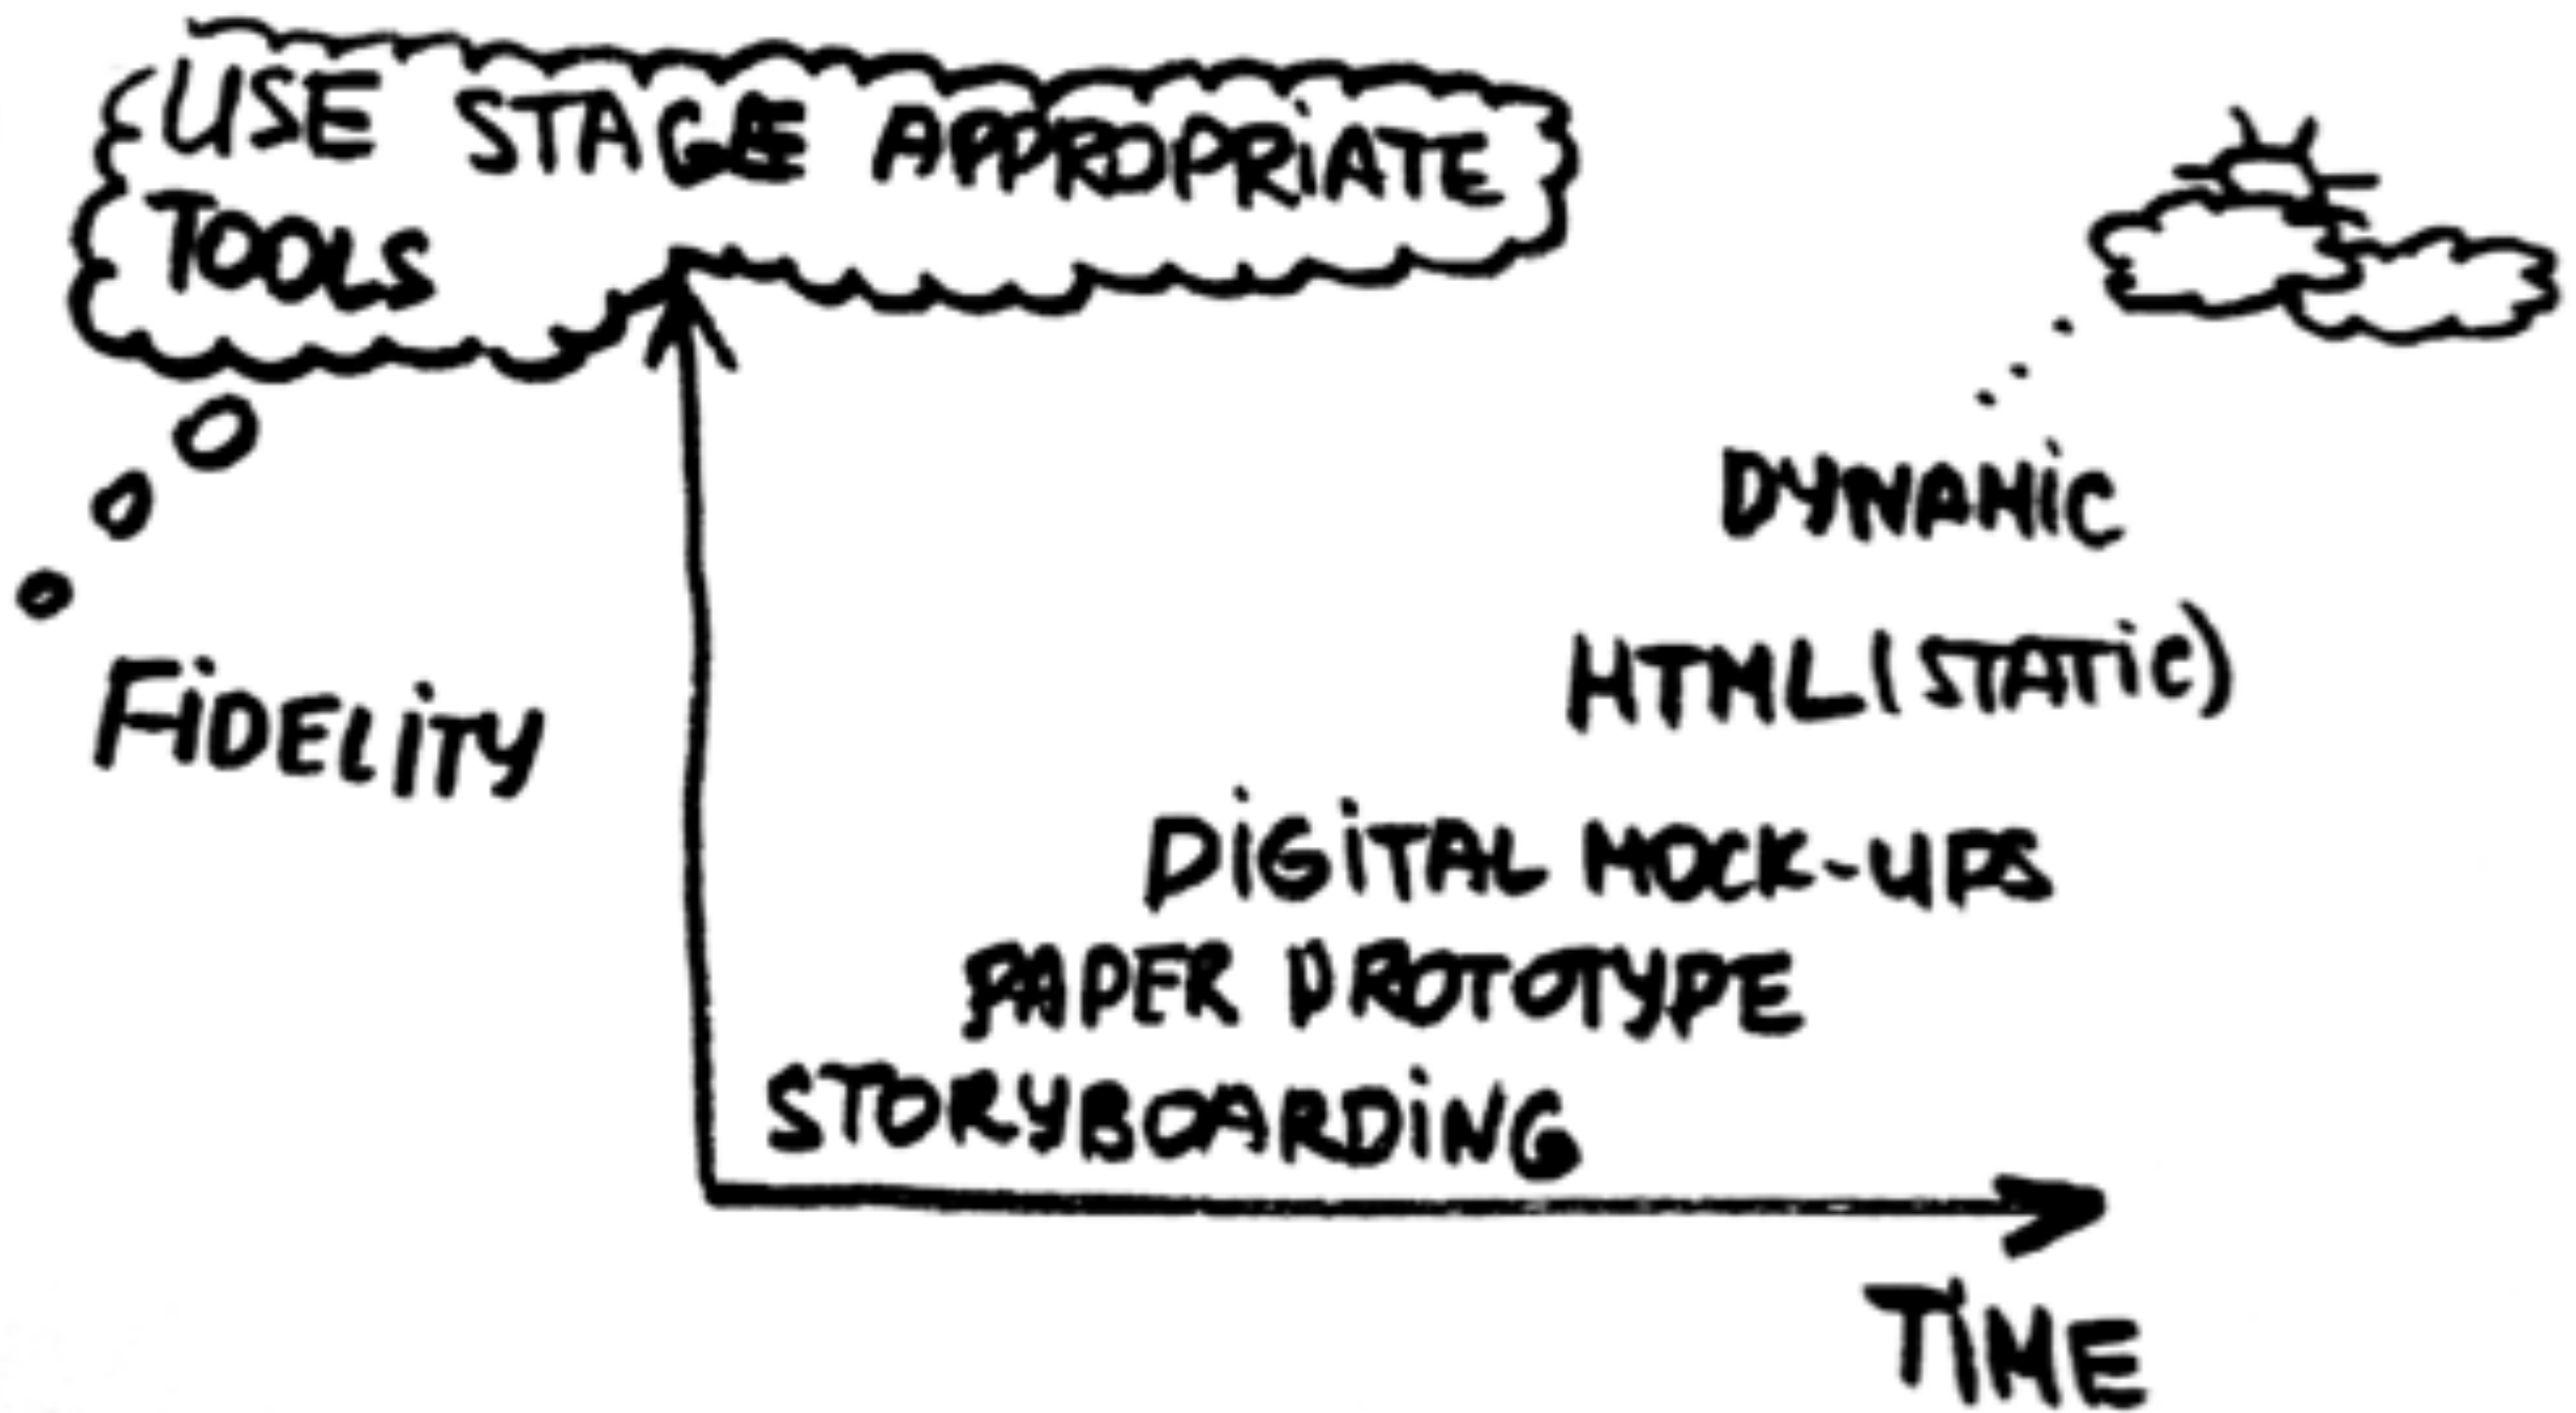 USE STAGE APPROPRiATE
TOOLS
DYNAMiC
FiDELiTY
HTML (STATiC)
DiGiTAL MOCK-UPS
PAPER PROTOTYPE
STORYBOARDiNG
TiME